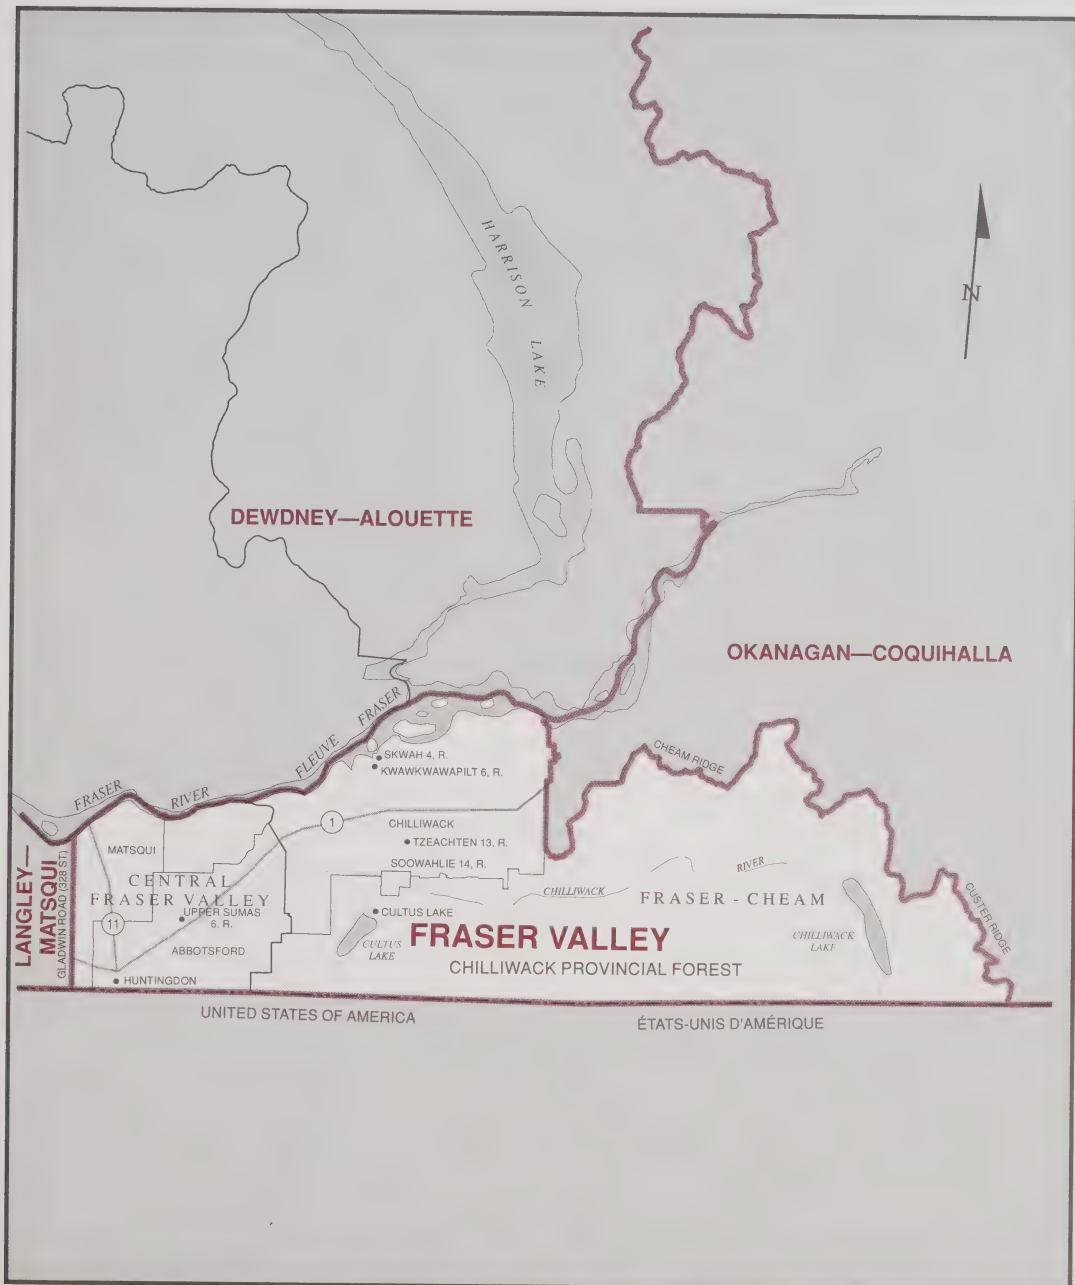 HARRISON LAKE
N
DEWDNEY—ALOUETTE
OKANAGAN—COQUIHALLA
FRASER RIVER
FLEUVE FRASER
SKWAH 4, R.
KWAWKWAWAPILT 6, R.
CHEAM RIDGE
1
CHILLIWACK
TZEACHTEN 13, R.
SOOWAHLIE 14, R.
MATSQUI
CENTRAL
FRASER VALLEY
UPPER SUMAS
6. R.
11
ABBOTSFORD
HUNTINGDON
LANGLEY—
MATSQUI
GLADWIN ROAD (328 ST)
CHILLIWACK RIVER
FRASER - CHEAM
CULTUS LAKE
CULTUS
LAKE
FRASER VALLEY
CHILLIWACK PROVINCIAL FOREST
CHILLIWACK
LAKE
CUSTER RIDGE
UNITED STATES OF AMERICA
ÉTATS-UNIS D'AMÉRIQUE